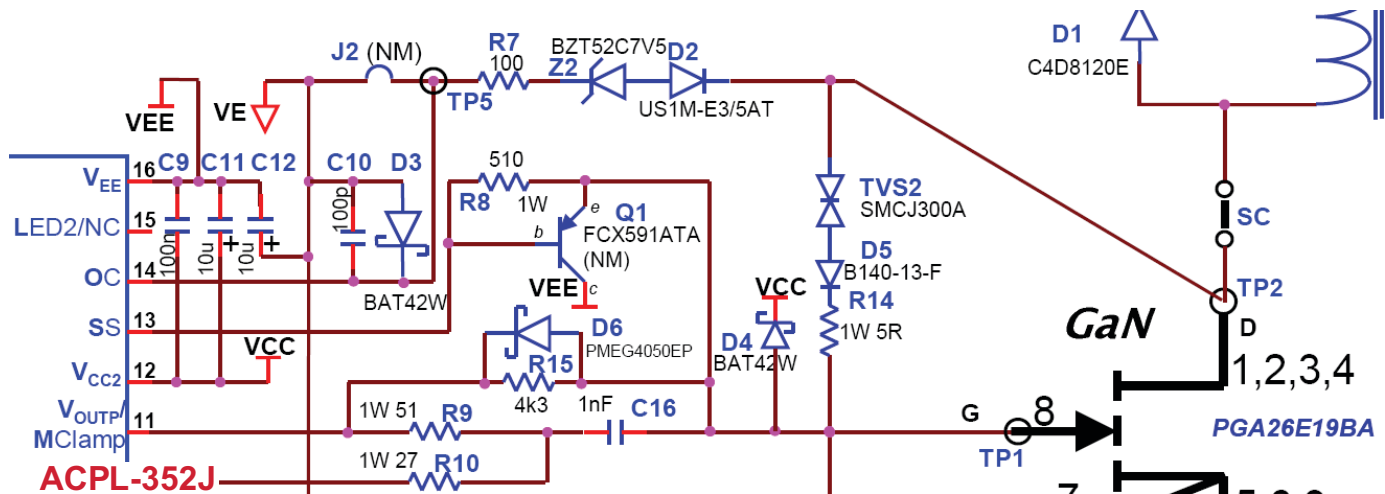 J2 (NM)
R7
100
BZT52C7V5
Z2
D2
US1M-E3/5AT
D1
C4D8120E
VEE
VE
TP5
16
VEE
C9
C11
C12
C10
D3
100n
10u
+
10u
+
100p
BAT42W
510
R8
1W
e
b
c
Q1
FCX591ATA
(NM)
VEE
TVS2
SMCJ300A
D5
B140-13-F
R14
1W 5R
SC
TP2
D
15
LED2/NC
14
OC
13
SS
12
VCC2
VCC
11
VOUTP/
MClamp
D6
PMEG4050EP
R15
4k3
VCC
D4
BAT42W
GaN
1,2,3,4
PGA26E19BA
1W 51
R9
1nF
C16
G
8
TP1
1W 27
R10
ACPL-352J
7